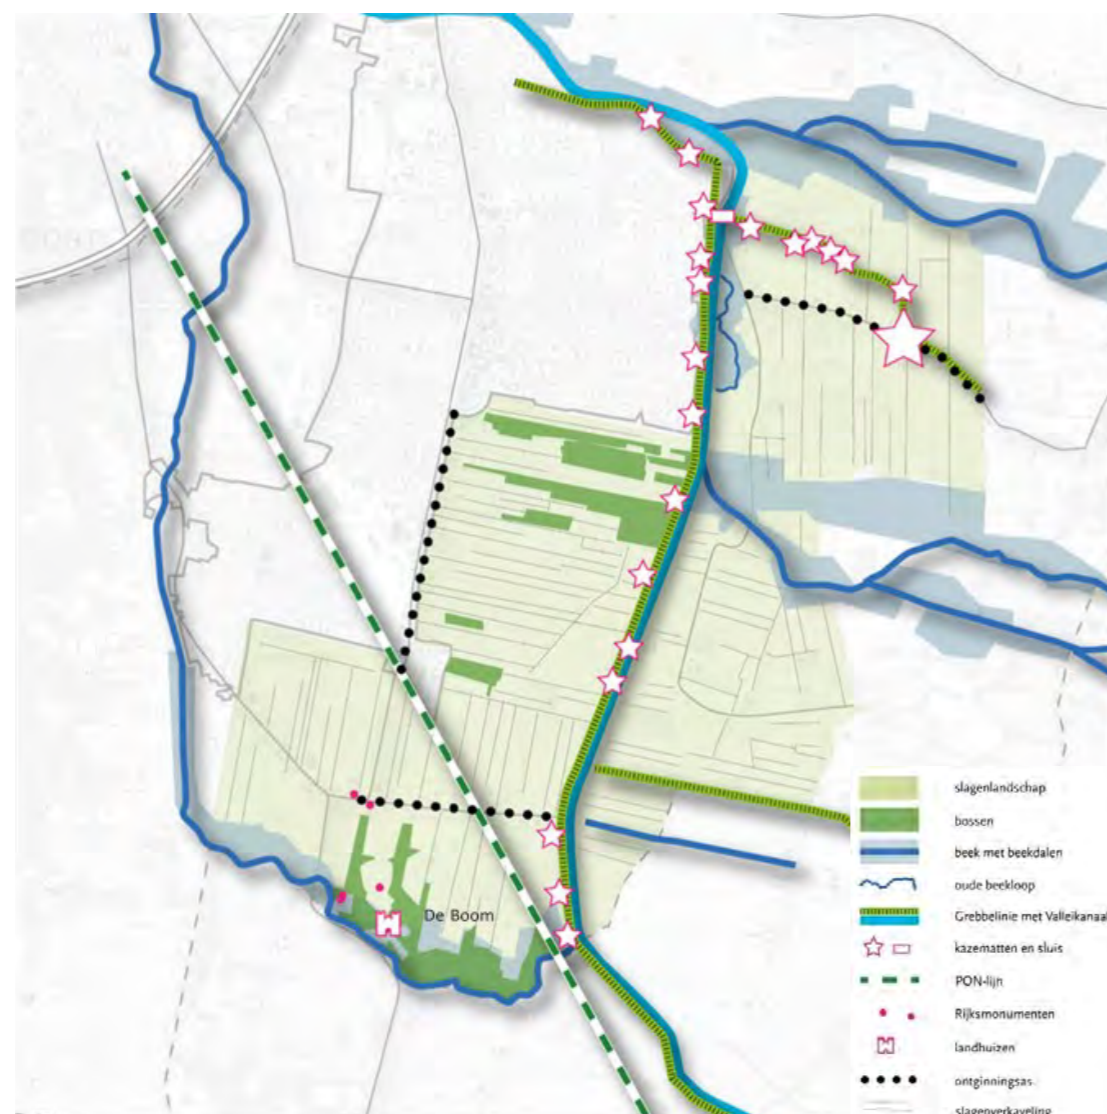 De Boom
slagenlandschap
bossen
beek met beekdalen
oude beekloop
Grebbelinie met Valleikanaal
kazematten en sluis
PON-lijn
Rijksmonumenten
landhuizen
ontginningsas
slagenverkaveling